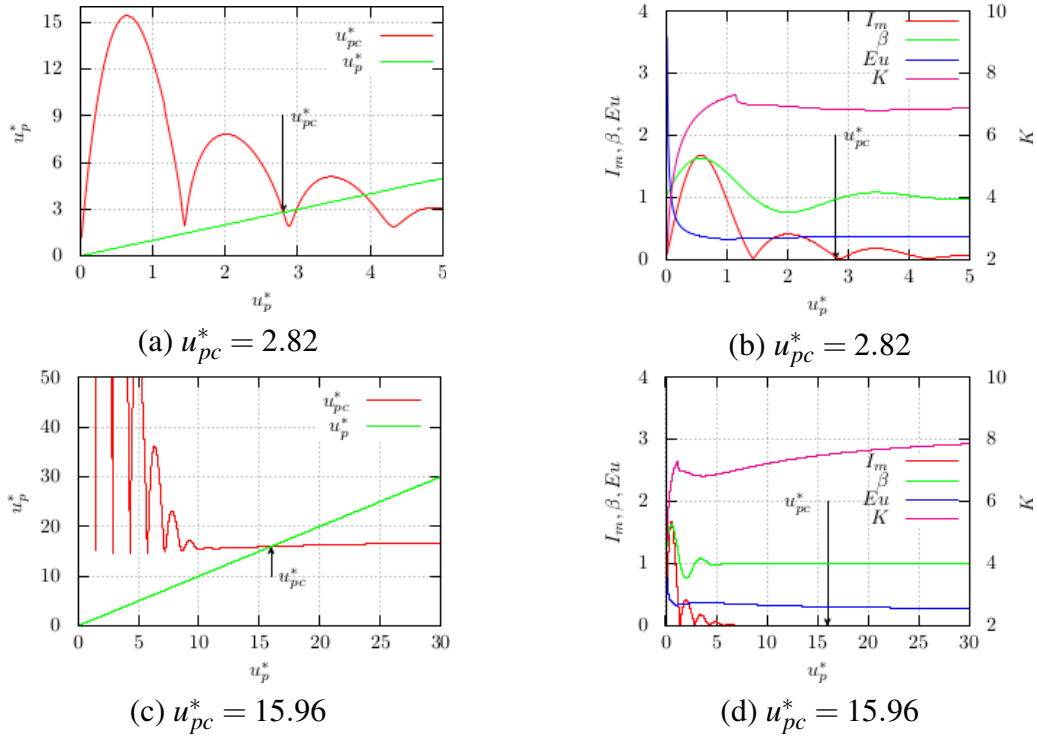 15
12
9
6
3
0
u*p
u*pc
u*p
u*pc
0 1 2 3 4 5
u*p
(a) u*pc = 2.82
4
3
2
1
0
Im, β, Eu
Im
β
Eu
K
u*pc
10
8
6
4
2
K
0 1 2 3 4 5
u*p
(b) u*pc = 2.82
50
40
30
20
10
0
u*p
u*pc
u*p
u*pc
0 5 10 15 20 25 30
u*p
(c) u*pc = 15.96
4
3
2
1
0
Im, β, Eu
Im
β
Eu
K
u*pc
10
8
6
4
2
K
0 5 10 15 20 25 30
u*p
(d) u*pc = 15.96